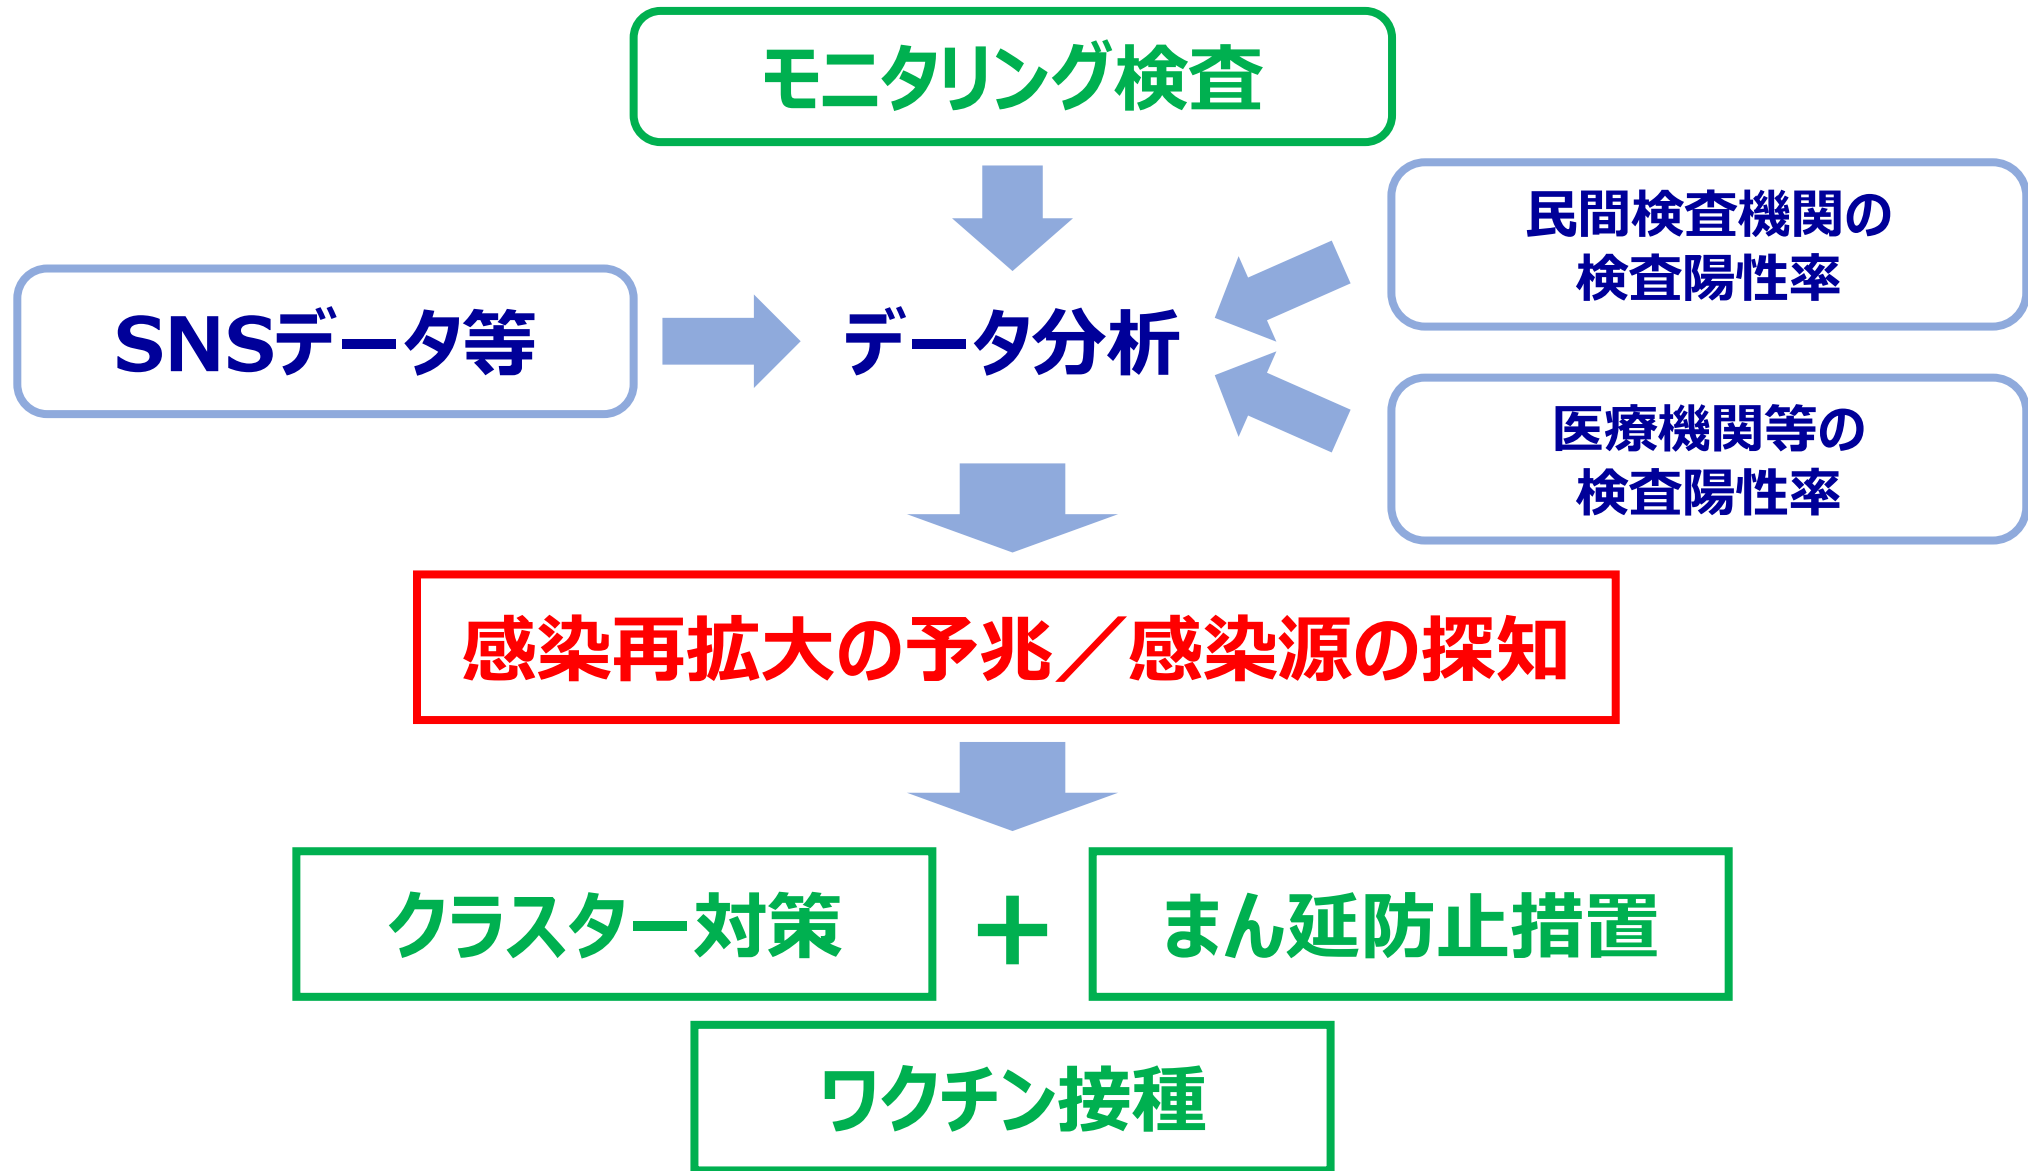 モニタリング検査
民間検査機関の
検査陽性率
SNSデータ等
データ分析
医療機関等の
検査陽性率
感染再拡大の予兆／感染源の探知
クラスター対策
+
まん延防止措置
ワクチン接種